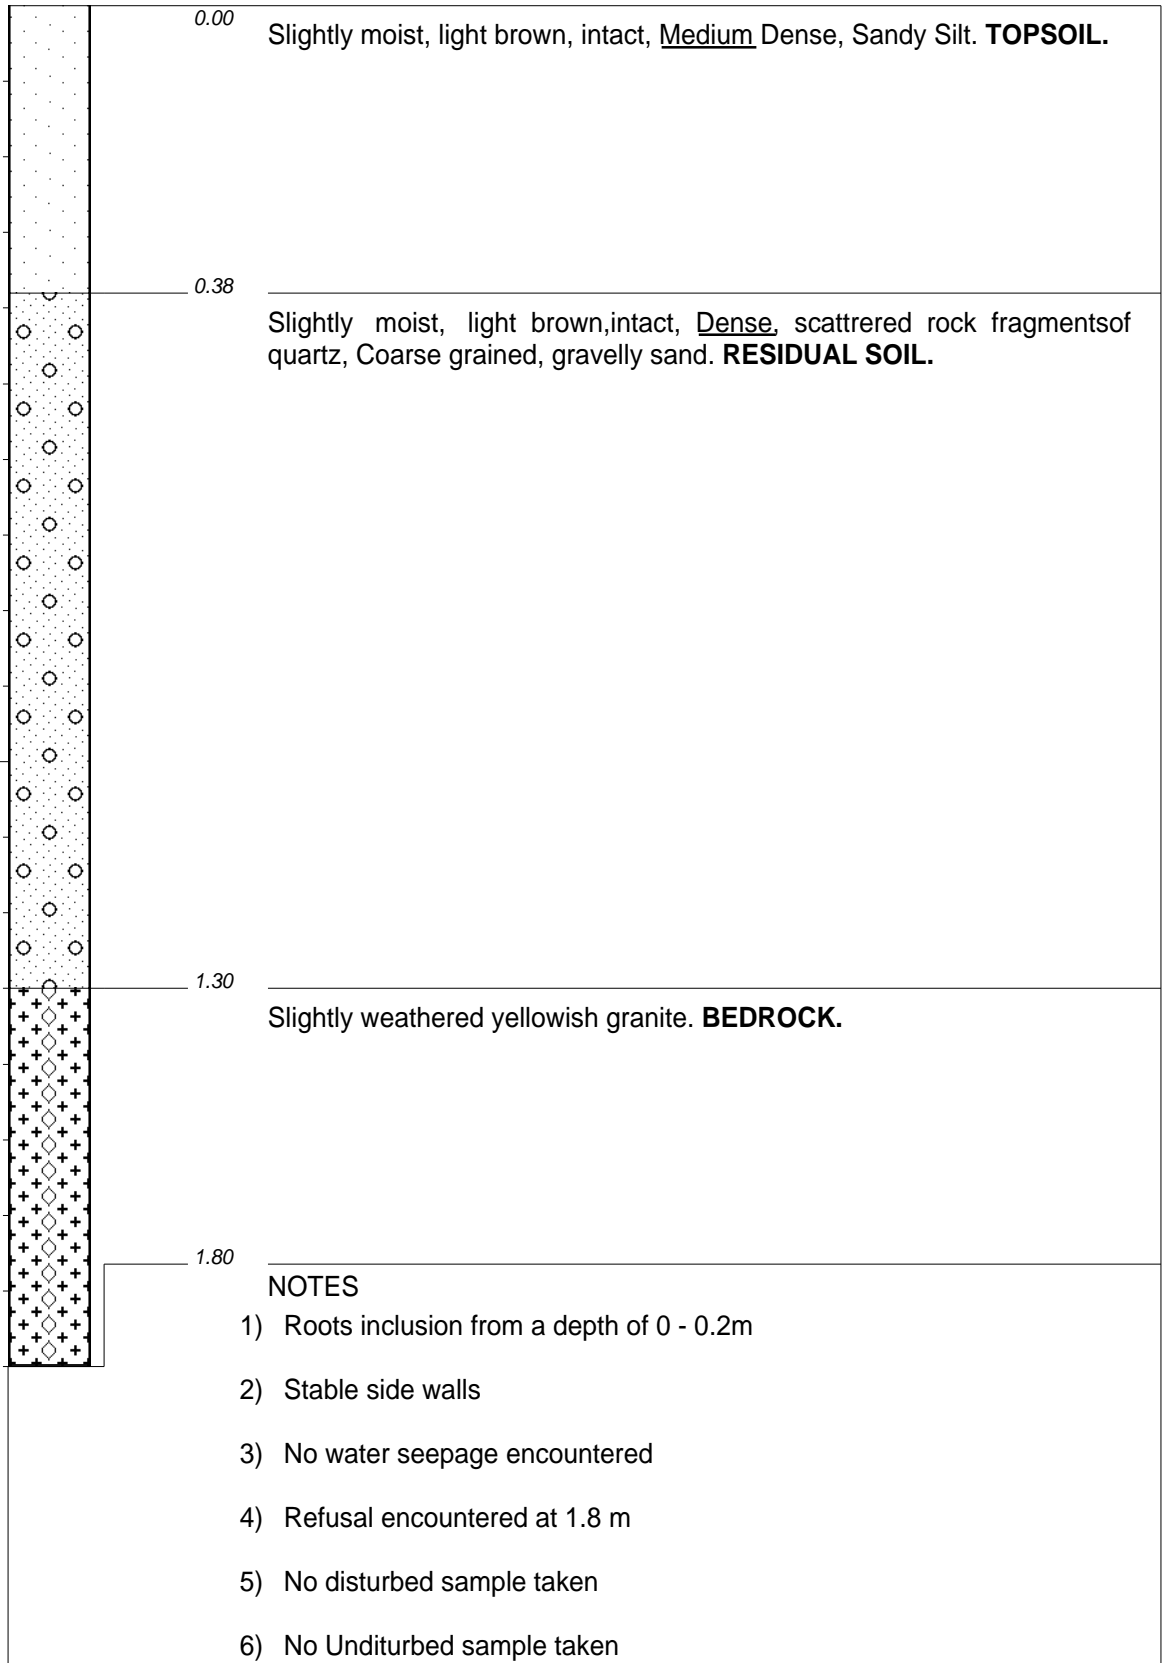 0.00
Slightly moist, light brown, intact, Medium Dense, Sandy Silt. TOPSOIL.
0.38
Slightly moist, light brown,intact, Dense, scattrered rock fragmentsof
quartz, Coarse grained, gravelly sand. RESIDUAL SOIL.
1.30
Slightly weathered yellowish granite. BEDROCK.
1.80
NOTES
1) Roots inclusion from a depth of 0 - 0.2m
2) Stable side walls
3) No water seepage encountered
4) Refusal encountered at 1.8 m
5) No disturbed sample taken
6) No Unditurbed sample taken